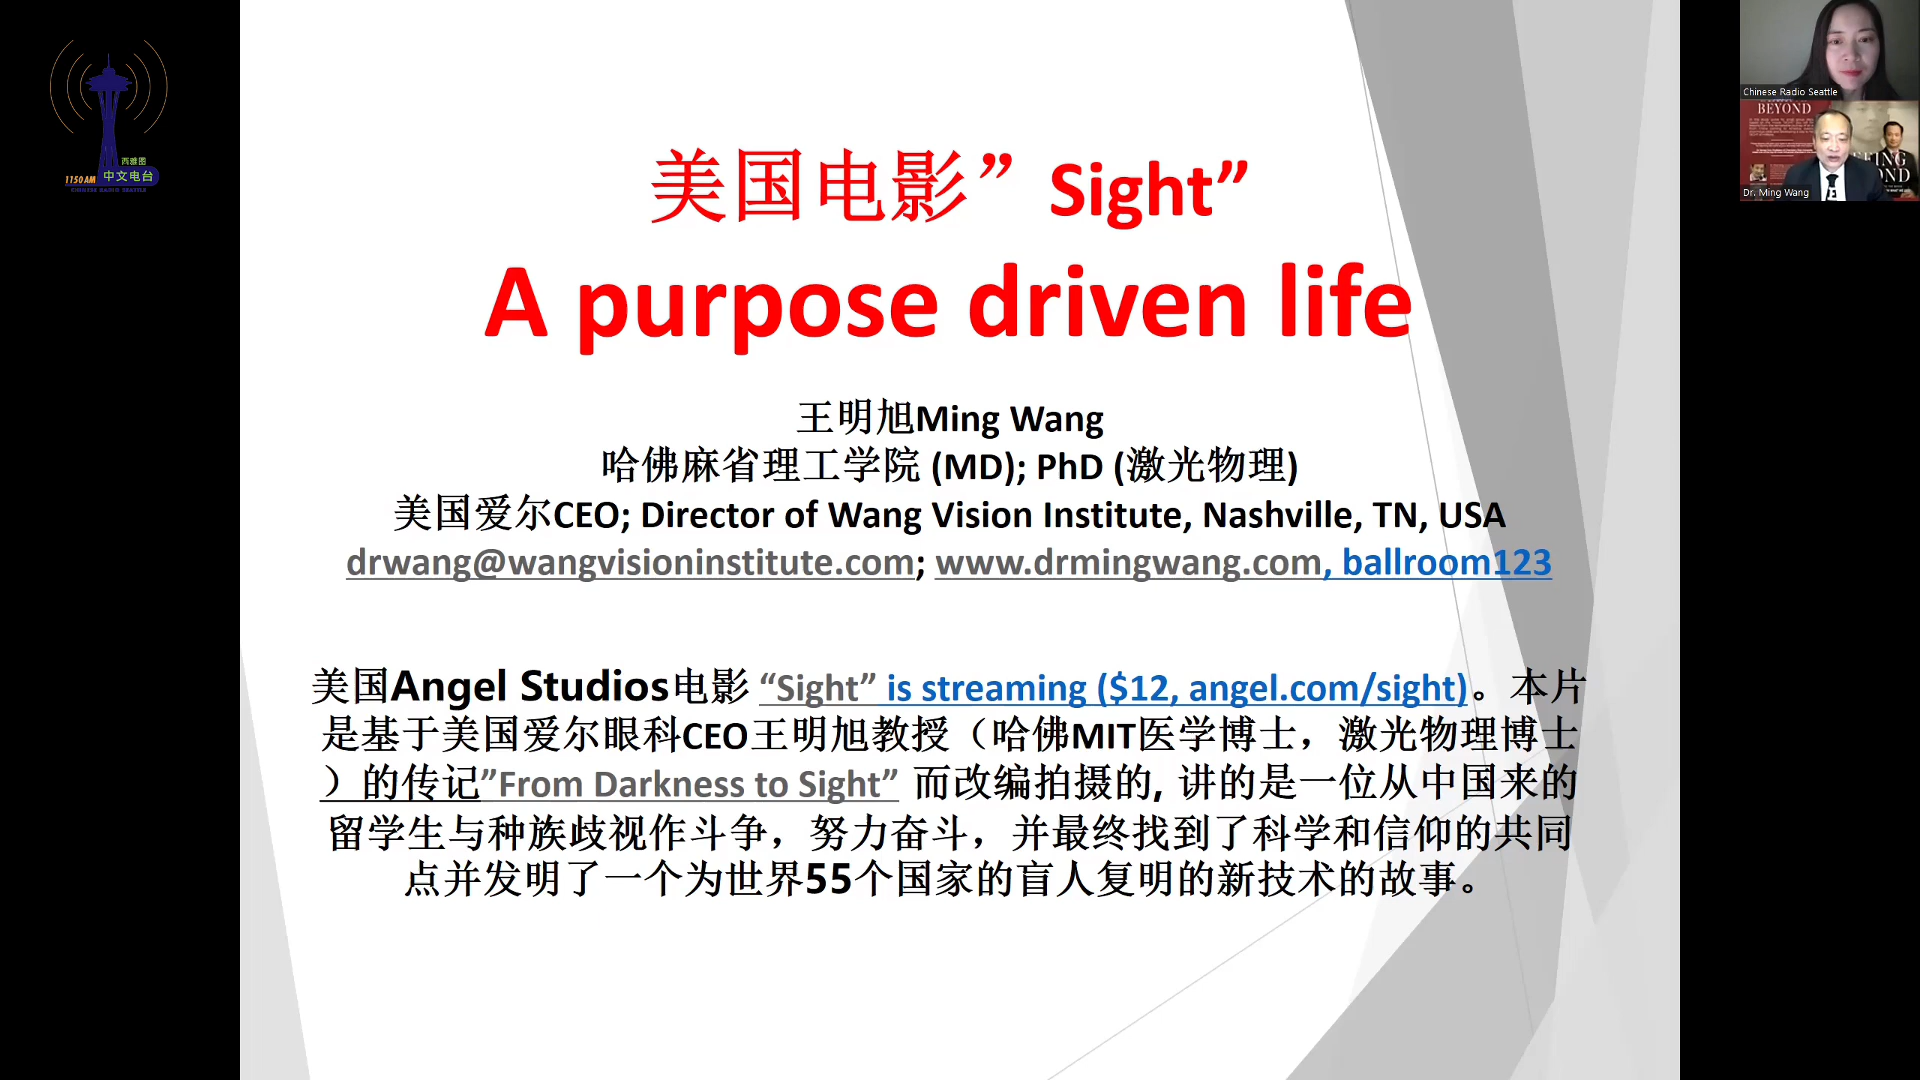 美国电影” Sight”
A purpose driven life
王明旭Ming Wang
哈佛麻省理工学院 (MD); PhD (激光物理)
美国爱尔CEO; Director of Wang Vision Institute, Nashville, TN, USA
drwang@wangvisioninstitute.com; www.drmingwang.com, ballroom123
美国Angel Studios电影 “Sight” is streaming ($12, angel.com/sight)。本片
是基于美国爱尔眼科CEO王明旭教授（哈佛MIT医学博士，激光物理博士
）的传记”From Darkness to Sight” 而改编拍摄的, 讲的是一位从中国来的
留学生与种族歧视作斗争，努力奋斗，并最终找到了科学和信仰的共同
点并发明了一个为世界55个国家的盲人复明的新技术的故事。
西雅图
1150AM 中文电台
CHINESE RADIO SEATTLE
Chinese Radio Seattle
BEYOND
Dr. Ming Wang